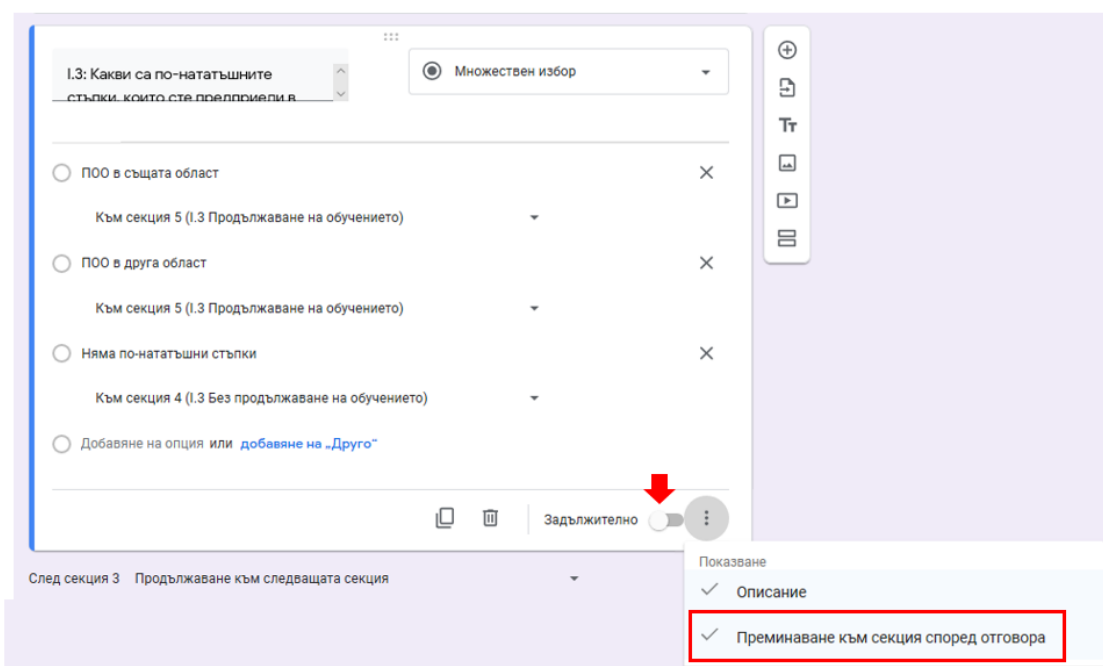 I.3: Какви са по-нататъшните
стъпки, които сте предприели в
Множествен избор
Тт
ПОО в същата област
Към секция 5 (I.3 Продължаване на обучението)
ПОО в друга област
Към секция 5 (I.3 Продължаване на обучението)
Няма по-нататъшни стъпки
Към секция 4 (I.3 Без продължаване на обучението)
Добавяне на опция или добавяне на „Друго“
Задължително
Показване
След секция 3 Продължаване към следващата секция
Описание
Преминаване към секция според отговора